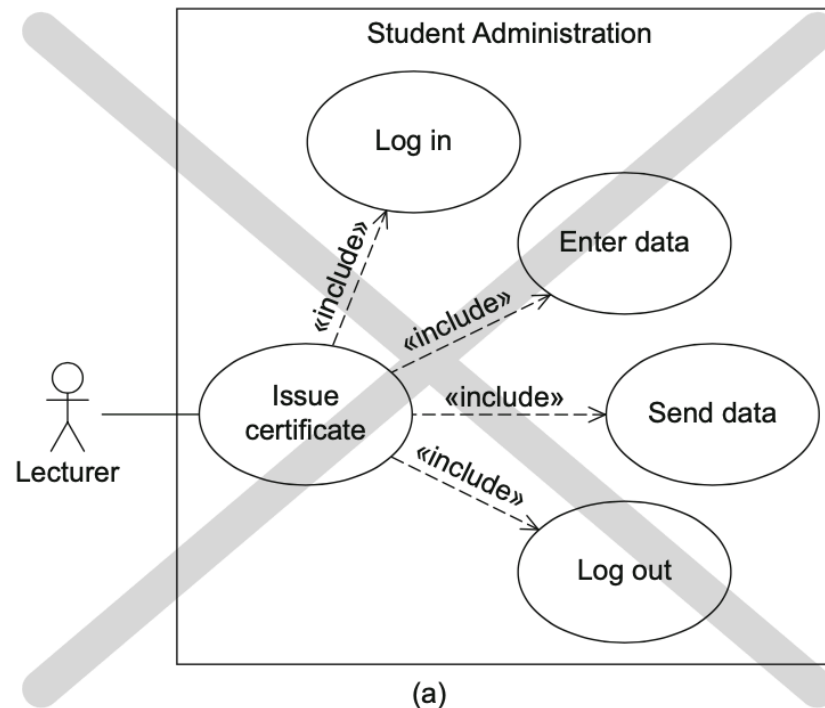 Student Administration
Log in
«include»
Enter data
«include»
Issue
certificate
«include»
Send data
Lecturer
«include»
Log out
(a)